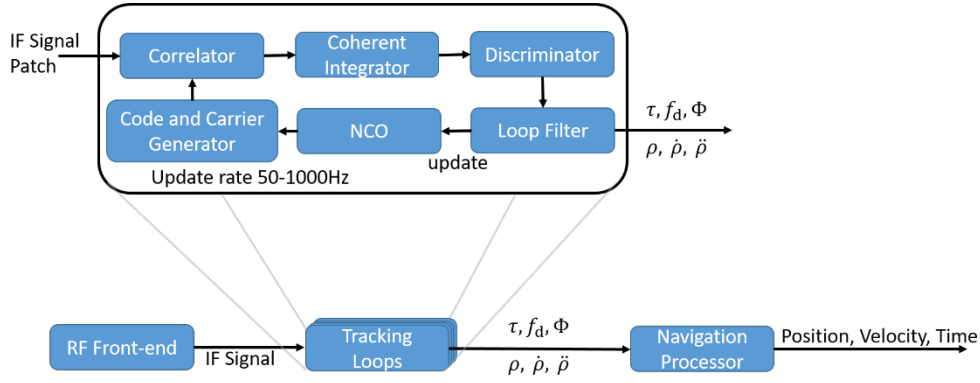 IF Signal
Patch
Correlator
Coherent
Integrator
Discriminator
Code and Carrier
Generator
NCO
Loop Filter
update
Update rate 50-1000Hz
τ, f_d, Φ
ρ, ρ̇, ρ̈
RF Front-end
IF Signal
Tracking
Loops
τ, f_d, Φ
ρ, ρ̇, ρ̈
Navigation
Processor
Position, Velocity, Time